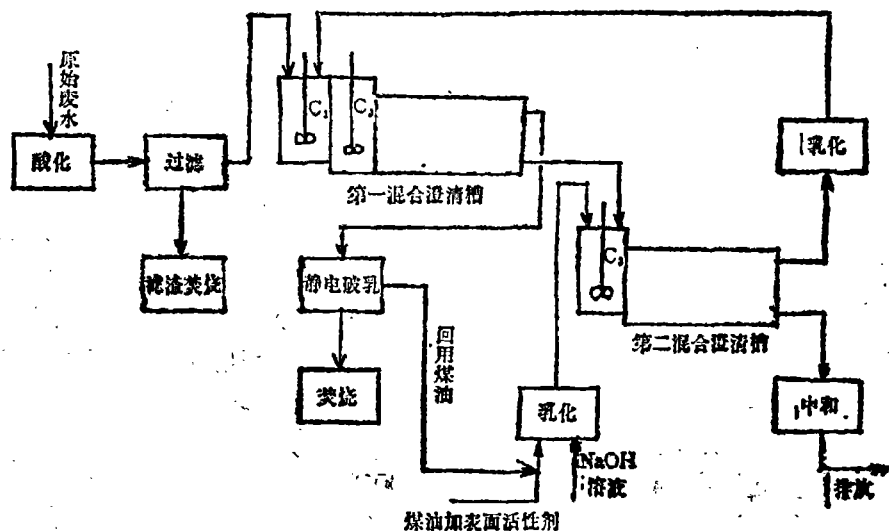 原始废水
酸化
过滤
滤渣焚烧
C₁
C₂
第一混合澄清槽
静电破乳
焚烧
回用煤油
乳化
NaOH
溶液
煤油加表面活性剂
C₃
第二混合澄清槽
乳化
中和
排放